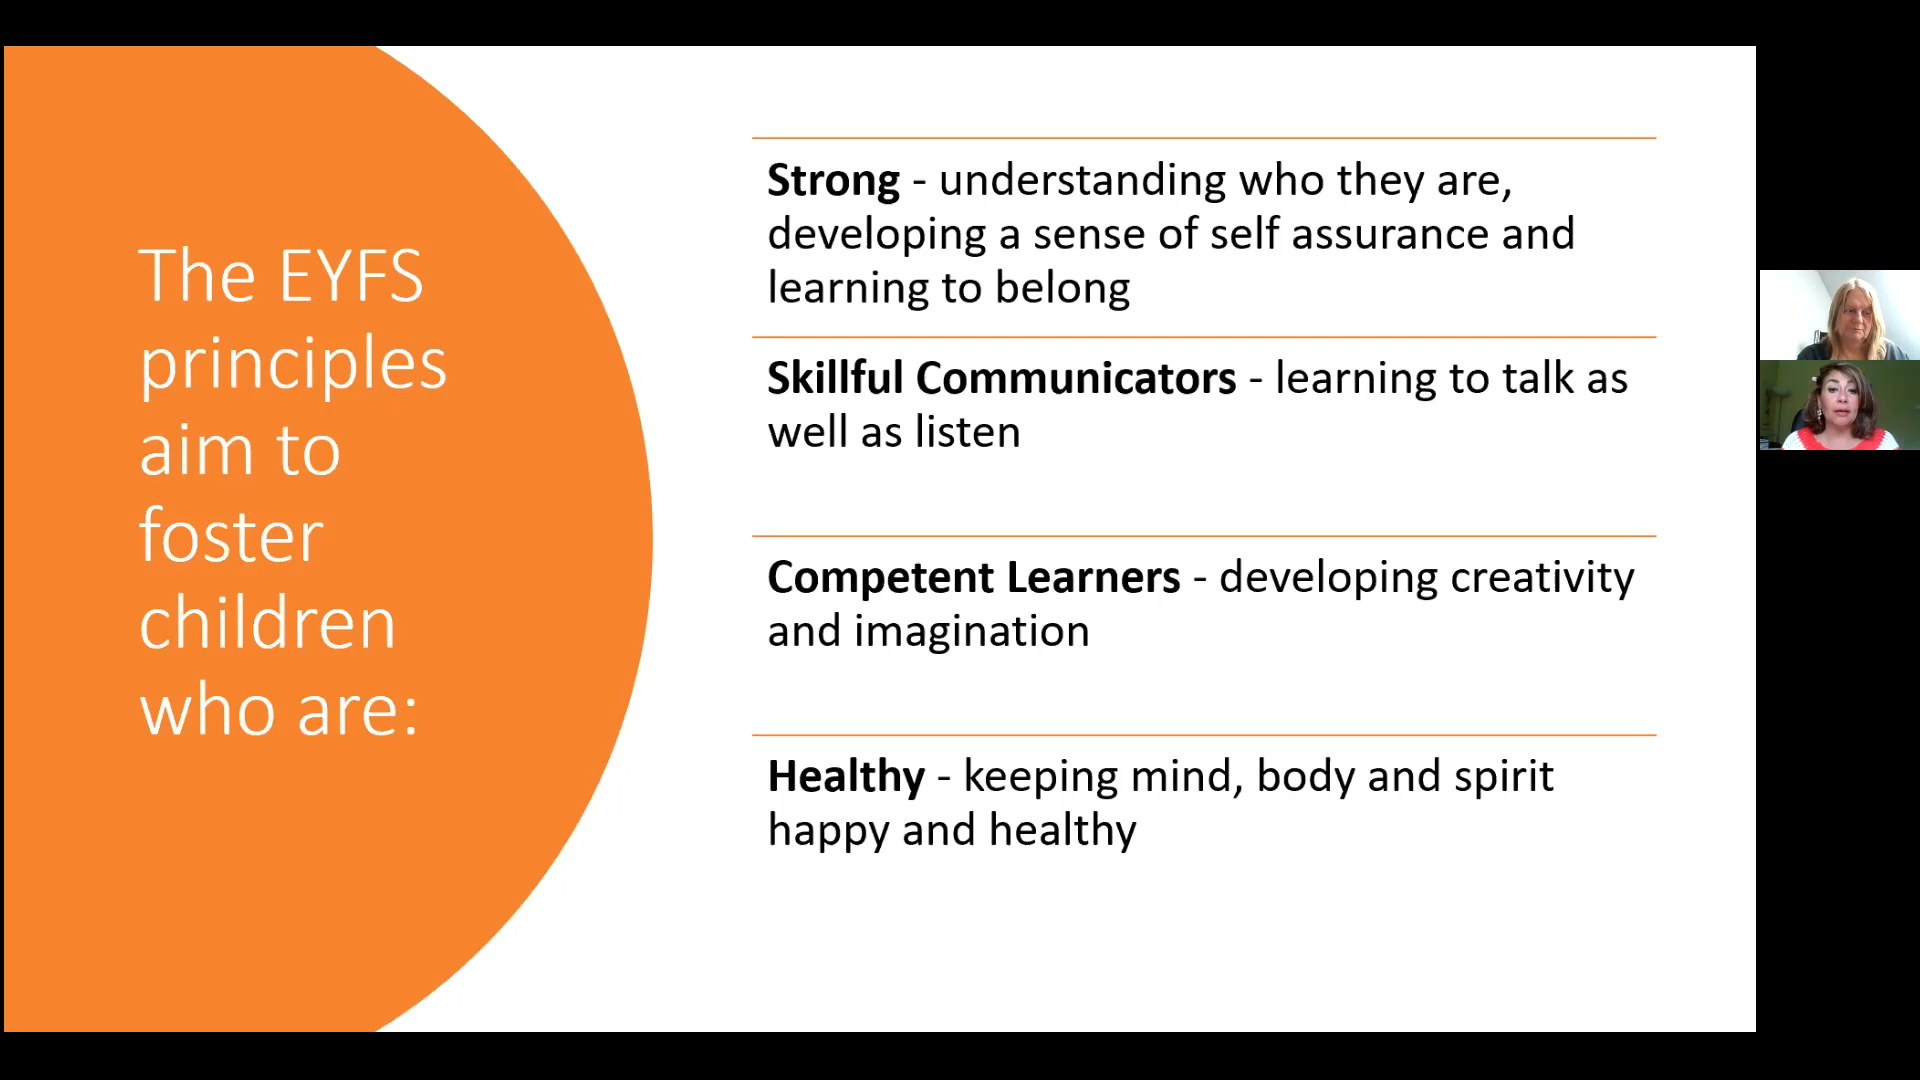 The EYFS
principles
aim to
foster
children
who are:
Strong - understanding who they are,
developing a sense of self assurance and
learning to belong
Skillful Communicators - learning to talk as
well as listen
Competent Learners - developing creativity
and imagination
Healthy - keeping mind, body and spirit
happy and healthy